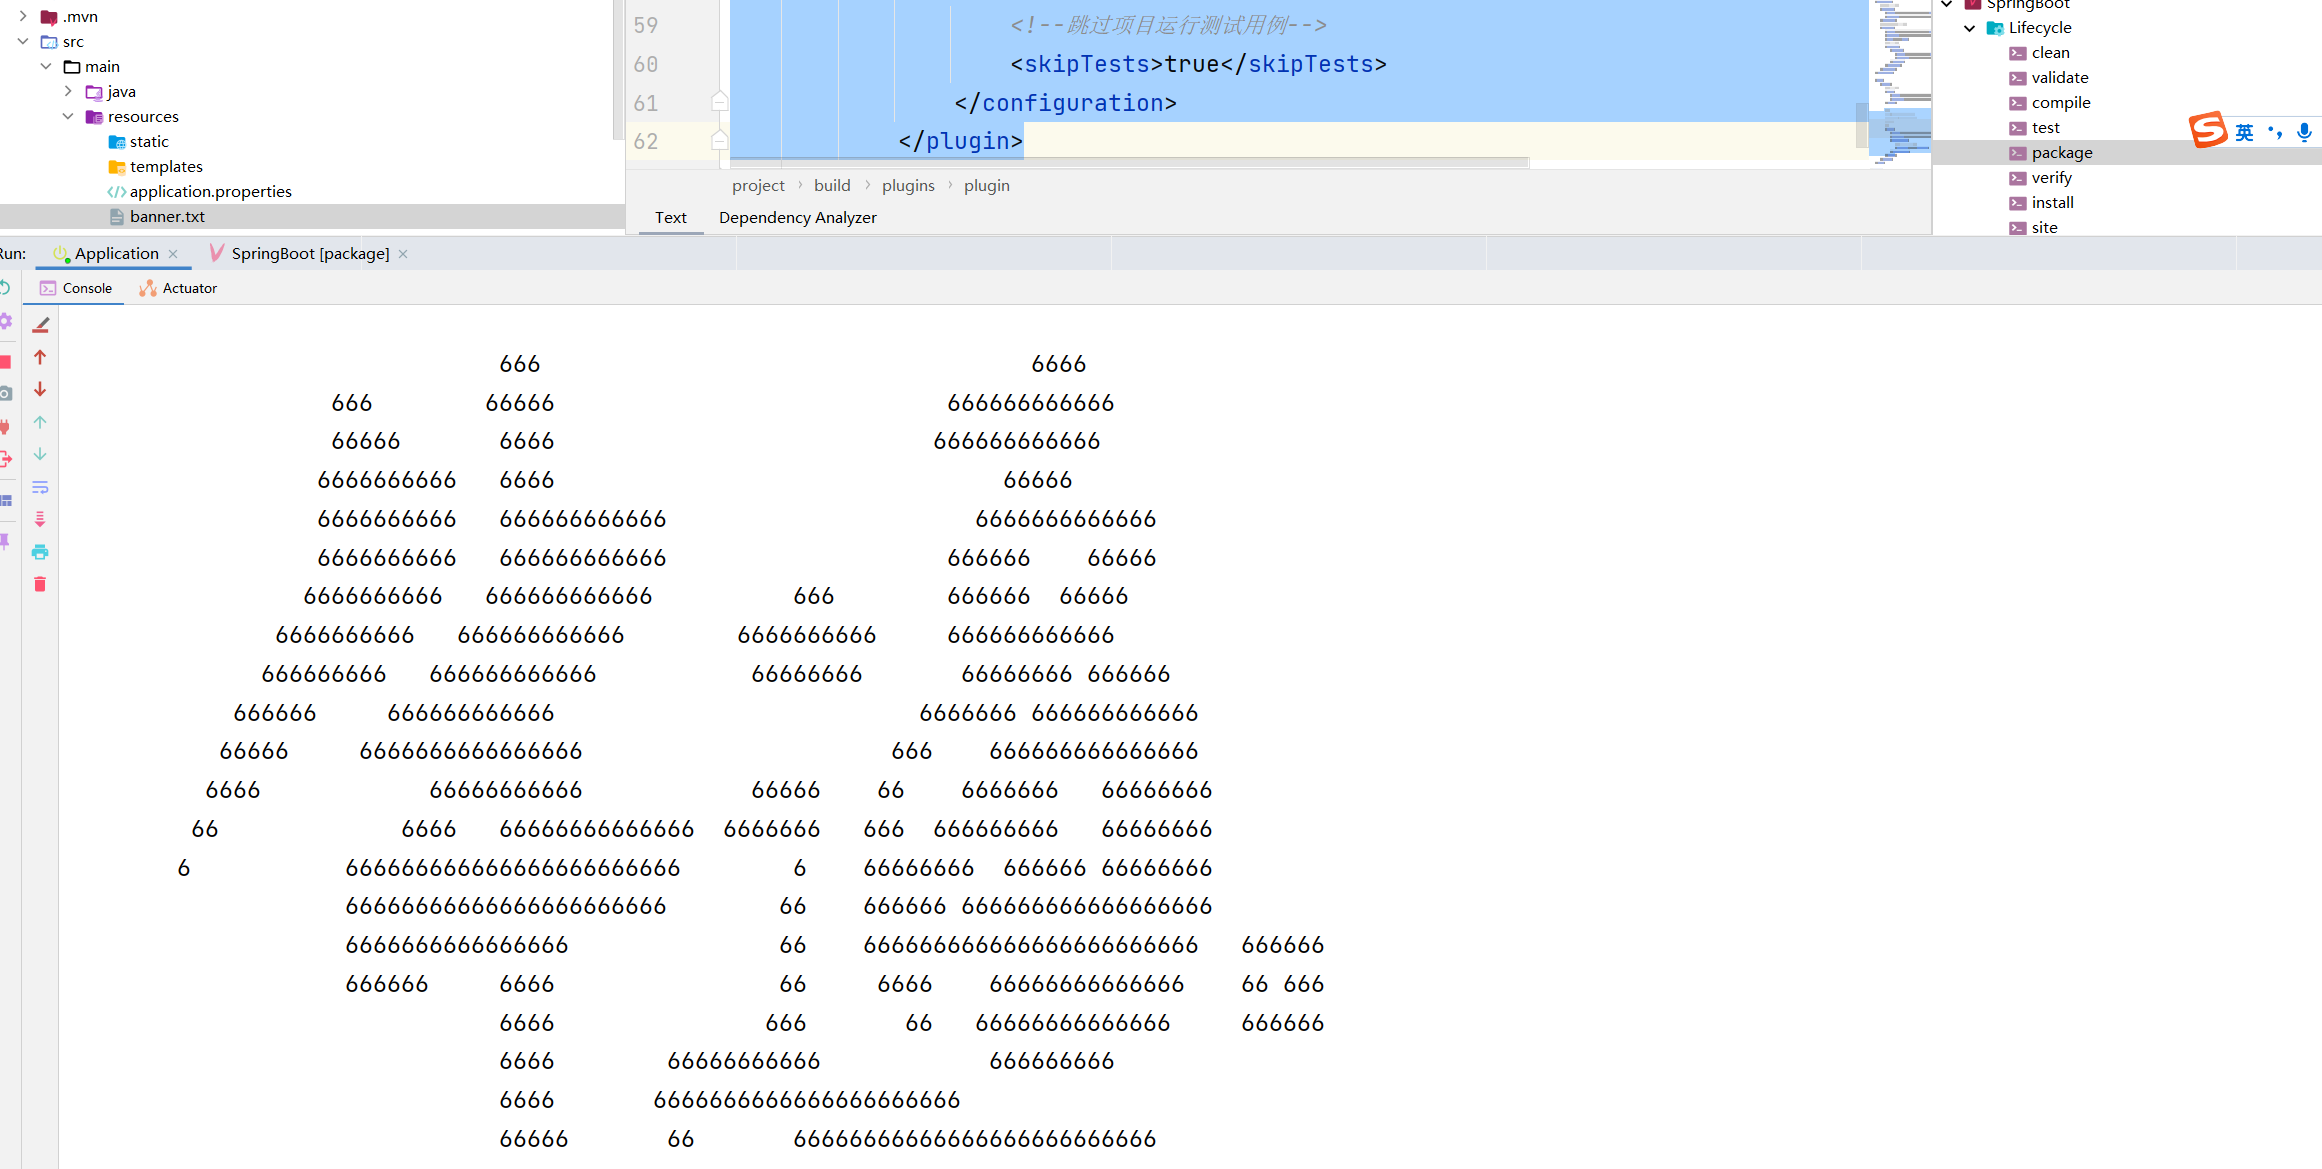 .mvn
src
main
java
resources
static
templates
application.properties
banner.txt
59 <!--跳过项目运行测试用例-->
60 <skipTests>true</skipTests>
61 </configuration>
62 </plugin>
project › build › plugins › plugin
Text Dependency Analyzer
SpringBoot
Lifecycle
clean
validate
compile
test
package
verify
install
site
英
Run: Application × SpringBoot [package] ×
Console Actuator
666 6666
666 66666 666666666666
66666 6666 666666666666
6666666666 6666 66666
6666666666 666666666666 6666666666666
6666666666 666666666666 666666 66666
6666666666 666666666666 666 666666 66666
6666666666 666666666666 6666666666 666666666666
666666666 666666666666 66666666 66666666 666666
666666 666666666666 6666666 666666666666
66666 6666666666666666 666 666666666666666
6666 66666666666 66666 66 6666666 66666666
66 6666 66666666666666 6666666 666 666666666 66666666
6 666666666666666666666666 6 66666666 666666 66666666
66666666666666666666666 66 666666 666666666666666666
6666666666666666 66 666666666666666666666666 666666
666666 6666 66 6666 66666666666666 66 666
6666 666 66 66666666666666 666666
6666 66666666666 666666666
6666 6666666666666666666666
66666 66 66666666666666666666666666